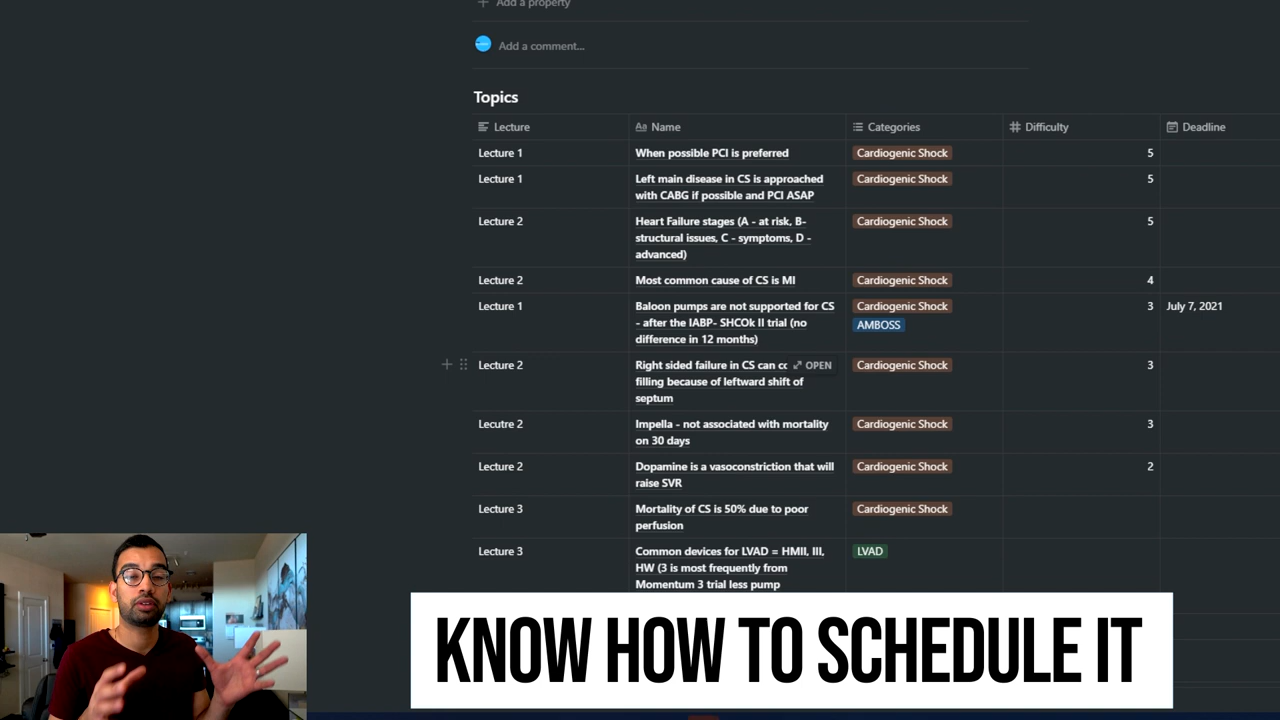 Add a property
Add a comment...
Topics
Lecture Name Categories Difficulty Deadline
Lecture 1 When possible PCI is preferred Cardiogenic Shock 5
Lecture 1 Left main disease in CS is approached Cardiogenic Shock 5
with CABG if possible and PCI ASAP
Lecture 2 Heart Failure stages (A - at risk, B- Cardiogenic Shock 5
structural issues, C - symptoms, D -
advanced)
Lecture 2 Most common cause of CS is MI Cardiogenic Shock 4
Lecture 1 Baloon pumps are not supported for CS Cardiogenic Shock 3 July 7, 2021
- after the IABP- SHCOk II trial (no AMBOSS
difference in 12 months)
Lecture 2 Right sided failure in CS can OPEN 3
filling because of leftward shift of
septum
Lecutre 2 Impella - not associated with mortality Cardiogenic Shock 3
on 30 days
Lecture 2 Dopamine is a vasoconstriction that will Cardiogenic Shock 2
raise SVR
Lecture 3 Mortality of CS is 50% due to poor Cardiogenic Shock
perfusion
Lecture 3 Common devices for LVAD = HMII, III, LVAD
HW (3 is most frequently from
Momentum 3 trial less pump
KNOW HOW TO SCHEDULE IT